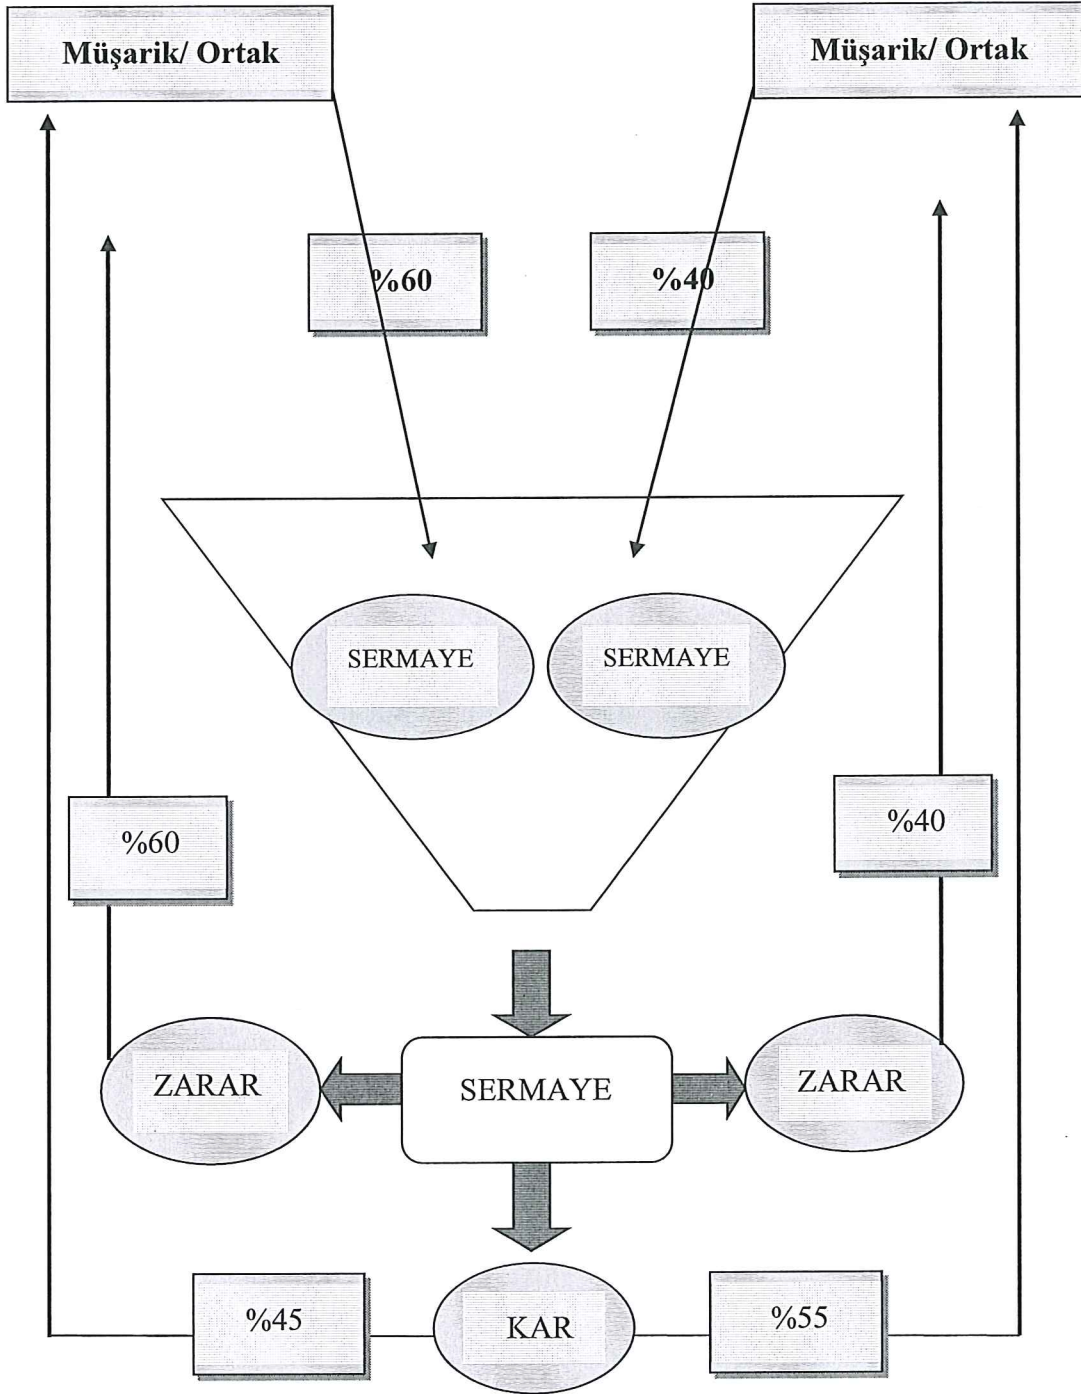 Müşarik/ Ortak
Müşarik/ Ortak
%60
%40
SERMAYE
SERMAYE
%60
%40
ZARAR
SERMAYE
ZARAR
%45
KAR
%55